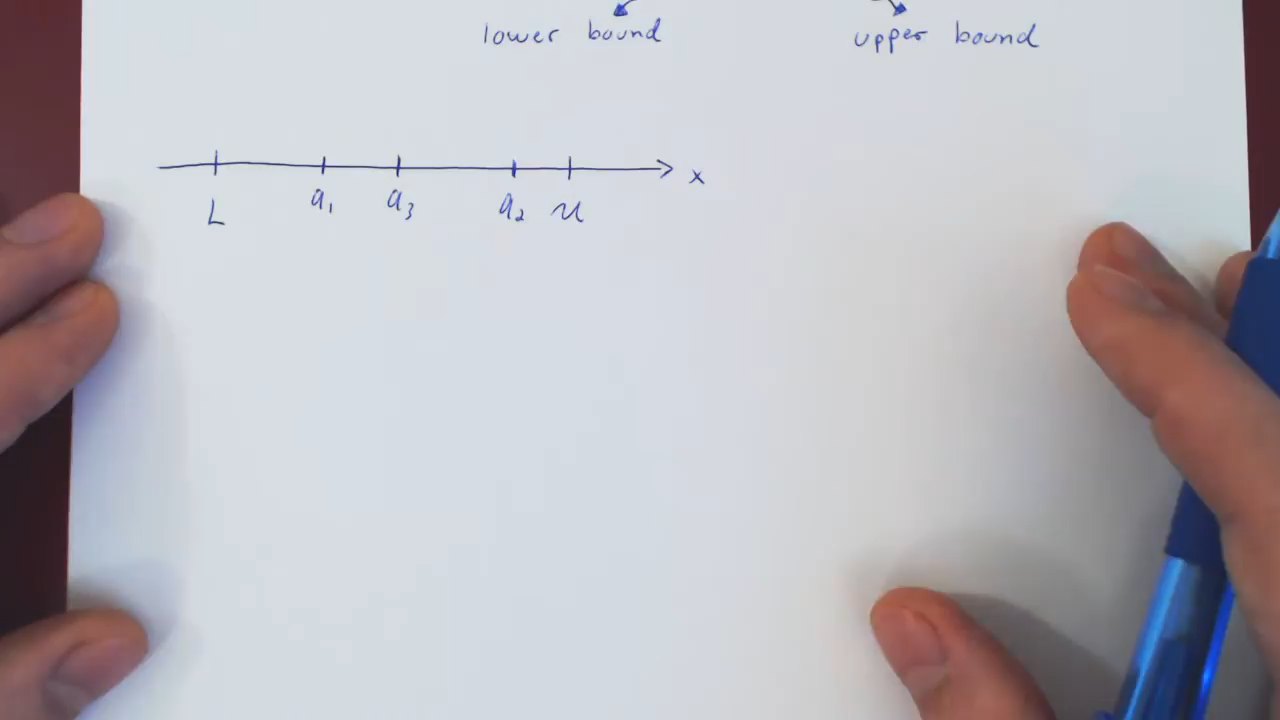 lower bound upper bound
x
L a₁ a₃ a₂ u